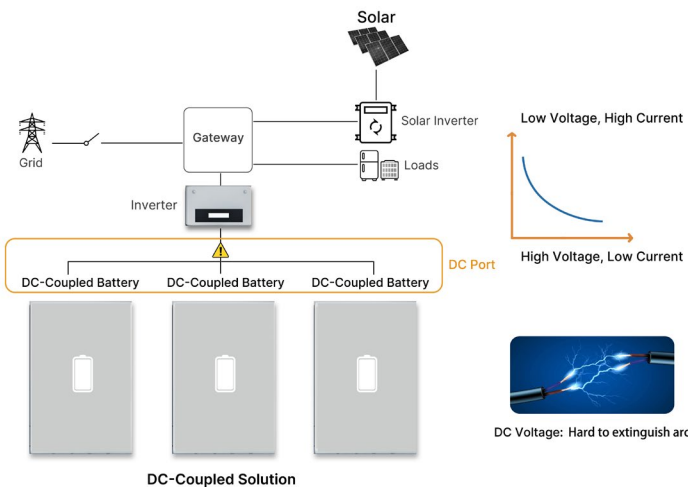 Solar
Solar Inverter
Gateway
Grid
Loads
Inverter
DC Port
DC-Coupled Battery
DC-Coupled Battery
DC-Coupled Battery
DC-Coupled Solution
Low Voltage, High Current
High Voltage, Low Current
DC Voltage: Hard to extinguish arc